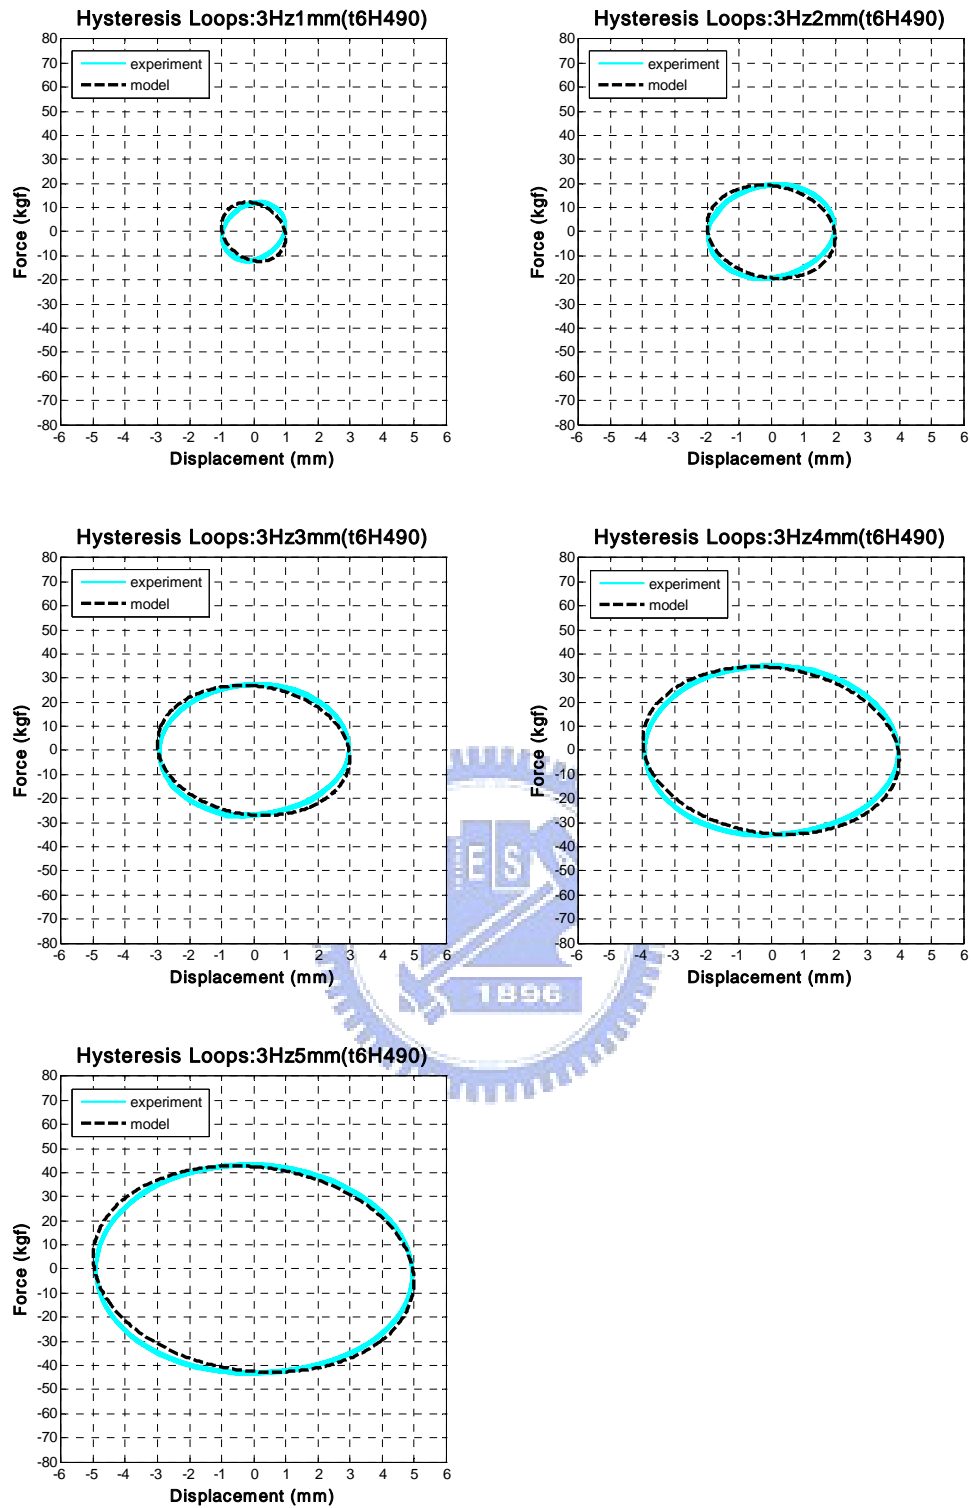 Hysteresis Loops:3Hz1mm(t6H490)
80
70
60
50
40
30
20
10
0
-10
-20
-30
-40
-50
-60
-70
-80
Force (kgf)
experiment
model
-6 -5 -4 -3 -2 -1 0 1 2 3 4 5 6
Displacement (mm)
Hysteresis Loops:3Hz2mm(t6H490)
80
70
60
50
40
30
20
10
0
-10
-20
-30
-40
-50
-60
-70
-80
Force (kgf)
experiment
model
-6 -5 -4 -3 -2 -1 0 1 2 3 4 5 6
Displacement (mm)
Hysteresis Loops:3Hz3mm(t6H490)
80
70
60
50
40
30
20
10
0
-10
-20
-30
-40
-50
-60
-70
-80
Force (kgf)
experiment
model
-6 -5 -4 -3 -2 -1 0 1 2 3 4 5 6
Displacement (mm)
Hysteresis Loops:3Hz4mm(t6H490)
80
70
60
50
40
30
20
10
0
-10
-20
-30
-40
-50
-60
-70
-80
Force (kgf)
experiment
model
-6 -5 -4 -3 -2 -1 0 1 2 3 4 5 6
Displacement (mm)
ES
1896
Hysteresis Loops:3Hz5mm(t6H490)
80
70
60
50
40
30
20
10
0
-10
-20
-30
-40
-50
-60
-70
-80
Force (kgf)
experiment
model
-6 -5 -4 -3 -2 -1 0 1 2 3 4 5 6
Displacement (mm)